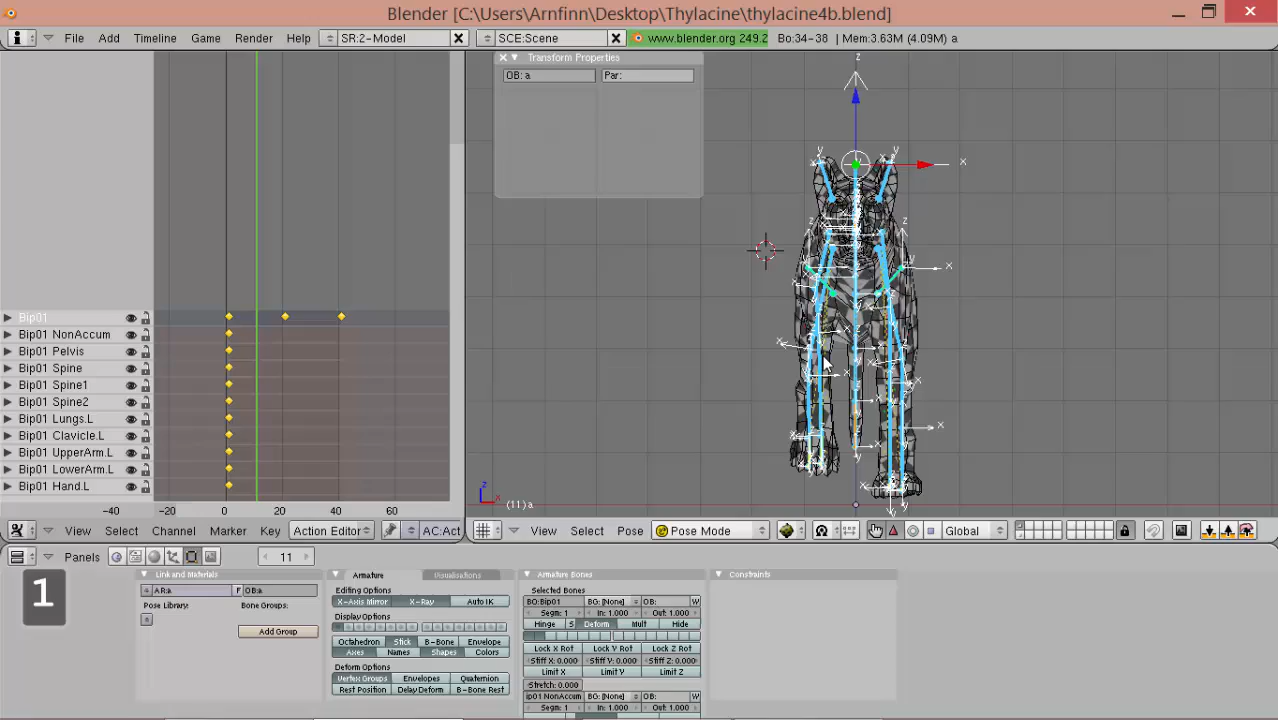 Blender [C:\Users\Arnfinn\Desktop\Thylacine\thylacine4b.blend]
File Add Timeline Game Render Help SR:2-Model SCE:Scene www.blender.org 249.2 Bo:34-38 | Mem:3.63M (4.09M) a
Transform Properties
OB: a Par:
Bip01
Bip01 NonAccum
Bip01 Pelvis
Bip01 Spine
Bip01 Spine1
Bip01 Spine2
Bip01 Lungs.L
Bip01 Clavicle.L
Bip01 UpperArm.L
Bip01 LowerArm.L
Bip01 Hand.L
-40 -20 0 20 40 60
(11)a
View Select Channel Marker Key Action Editor AC:Act
View Select Pose Pose Mode Global
Panels 11
1
Link and Materials
AR:a F OB:a
Pose Library: Bone Groups:
Add Group
Armature Visualisations
Editing Options
X-Axis Mirror X-Ray Auto IK
Display Options
Octahedron Stick B-Bone Envelope
Axes Names Shapes Colors
Deform Options
Vertex Groups Envelopes Quaternion
Rest Position Delay Deform B-Bone Rest
Armature Bones
Selected Bones
BO:Bip01 BG: [None] OB: W
Segm: 1 In: 1.000 Out: 1.000
Hinge S Deform Mult Hide
Lock X Rot Lock Y Rot Lock Z Rot
Stiff X: 0.000 Stiff Y: 0.000 Stiff Z: 0.000
Limit X Limit Y Limit Z
Stretch: 0.000
ip01 NonAccum BG: [None] OB: W
Segm: 1 In: 1.000 Out: 1.000
Constraints